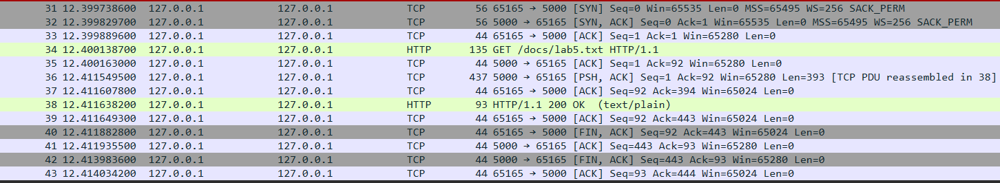 31 12.399738600 127.0.0.1 127.0.0.1 TCP 56 65165 → 5000 [SYN] Seq=0 Win=65535 Len=0 MSS=65495 WS=256 SACK_PERM
32 12.399829700 127.0.0.1 127.0.0.1 TCP 56 5000 → 65165 [SYN, ACK] Seq=0 Ack=1 Win=65535 Len=0 MSS=65495 WS=256 SACK_PERM
33 12.399889600 127.0.0.1 127.0.0.1 TCP 44 65165 → 5000 [ACK] Seq=1 Ack=1 Win=65280 Len=0
34 12.400138700 127.0.0.1 127.0.0.1 HTTP 135 GET /docs/lab5.txt HTTP/1.1
35 12.400163000 127.0.0.1 127.0.0.1 TCP 44 5000 → 65165 [ACK] Seq=1 Ack=92 Win=65280 Len=0
36 12.411549500 127.0.0.1 127.0.0.1 TCP 437 5000 → 65165 [PSH, ACK] Seq=1 Ack=92 Win=65280 Len=393 [TCP PDU reassembled in 38]
37 12.411607800 127.0.0.1 127.0.0.1 TCP 44 65165 → 5000 [ACK] Seq=92 Ack=394 Win=65024 Len=0
38 12.411638200 127.0.0.1 127.0.0.1 HTTP 93 HTTP/1.1 200 OK (text/plain)
39 12.411649300 127.0.0.1 127.0.0.1 TCP 44 65165 → 5000 [ACK] Seq=92 Ack=443 Win=65024 Len=0
40 12.411882800 127.0.0.1 127.0.0.1 TCP 44 65165 → 5000 [FIN, ACK] Seq=92 Ack=443 Win=65024 Len=0
41 12.411935500 127.0.0.1 127.0.0.1 TCP 44 5000 → 65165 [ACK] Seq=443 Ack=93 Win=65280 Len=0
42 12.413983600 127.0.0.1 127.0.0.1 TCP 44 5000 → 65165 [FIN, ACK] Seq=443 Ack=93 Win=65280 Len=0
43 12.414034200 127.0.0.1 127.0.0.1 TCP 44 65165 → 5000 [ACK] Seq=93 Ack=444 Win=65024 Len=0